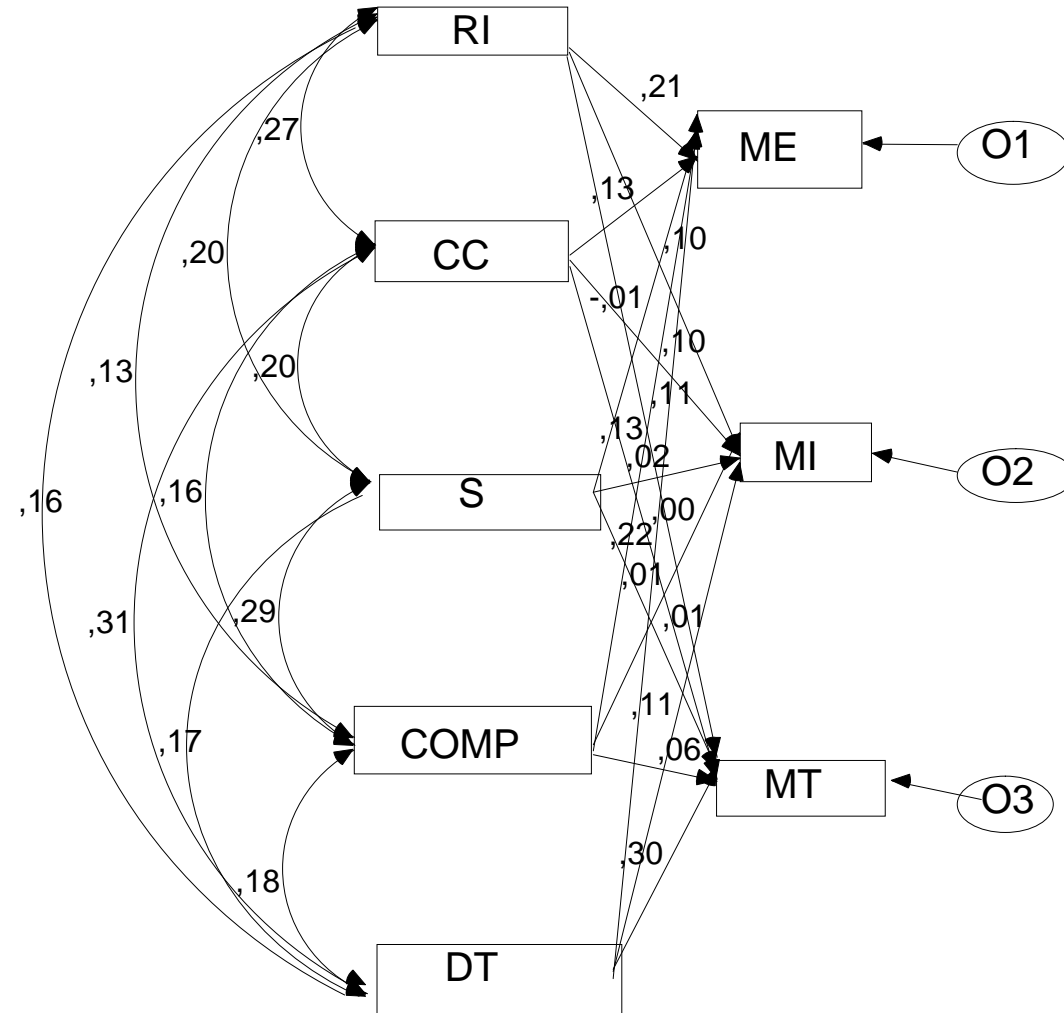 RI
,21
ME
O1
,27
,13
CC
,10
,20
-,01
,10
,20
,13
,11
,13
,02
MI
O2
S
,16
,16
,00
,22
,01
,29
,31
,01
,11
,17
COMP
,06
MT
O3
,30
,18
DT